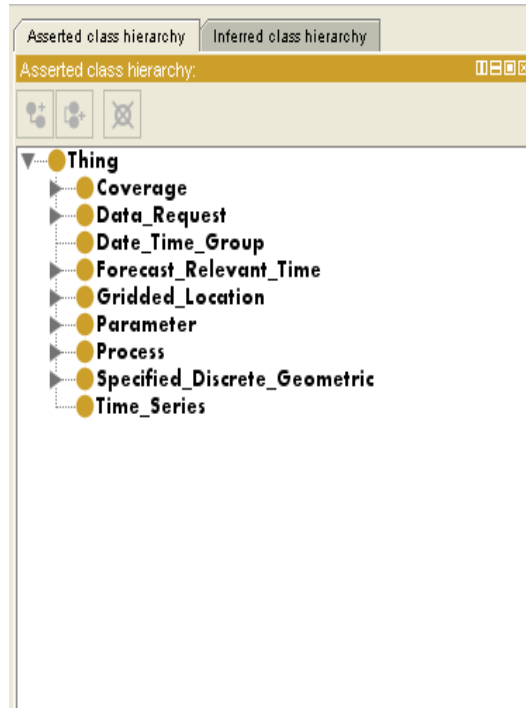 Asserted class hierarchy Inferred class hierarchy
Asserted class hierarchy:
Thing
Coverage
Data_Request
Date_Time_Group
Forecast_Relevant_Time
Gridded_Location
Parameter
Process
Specified_Discrete_Geometric
Time_Series